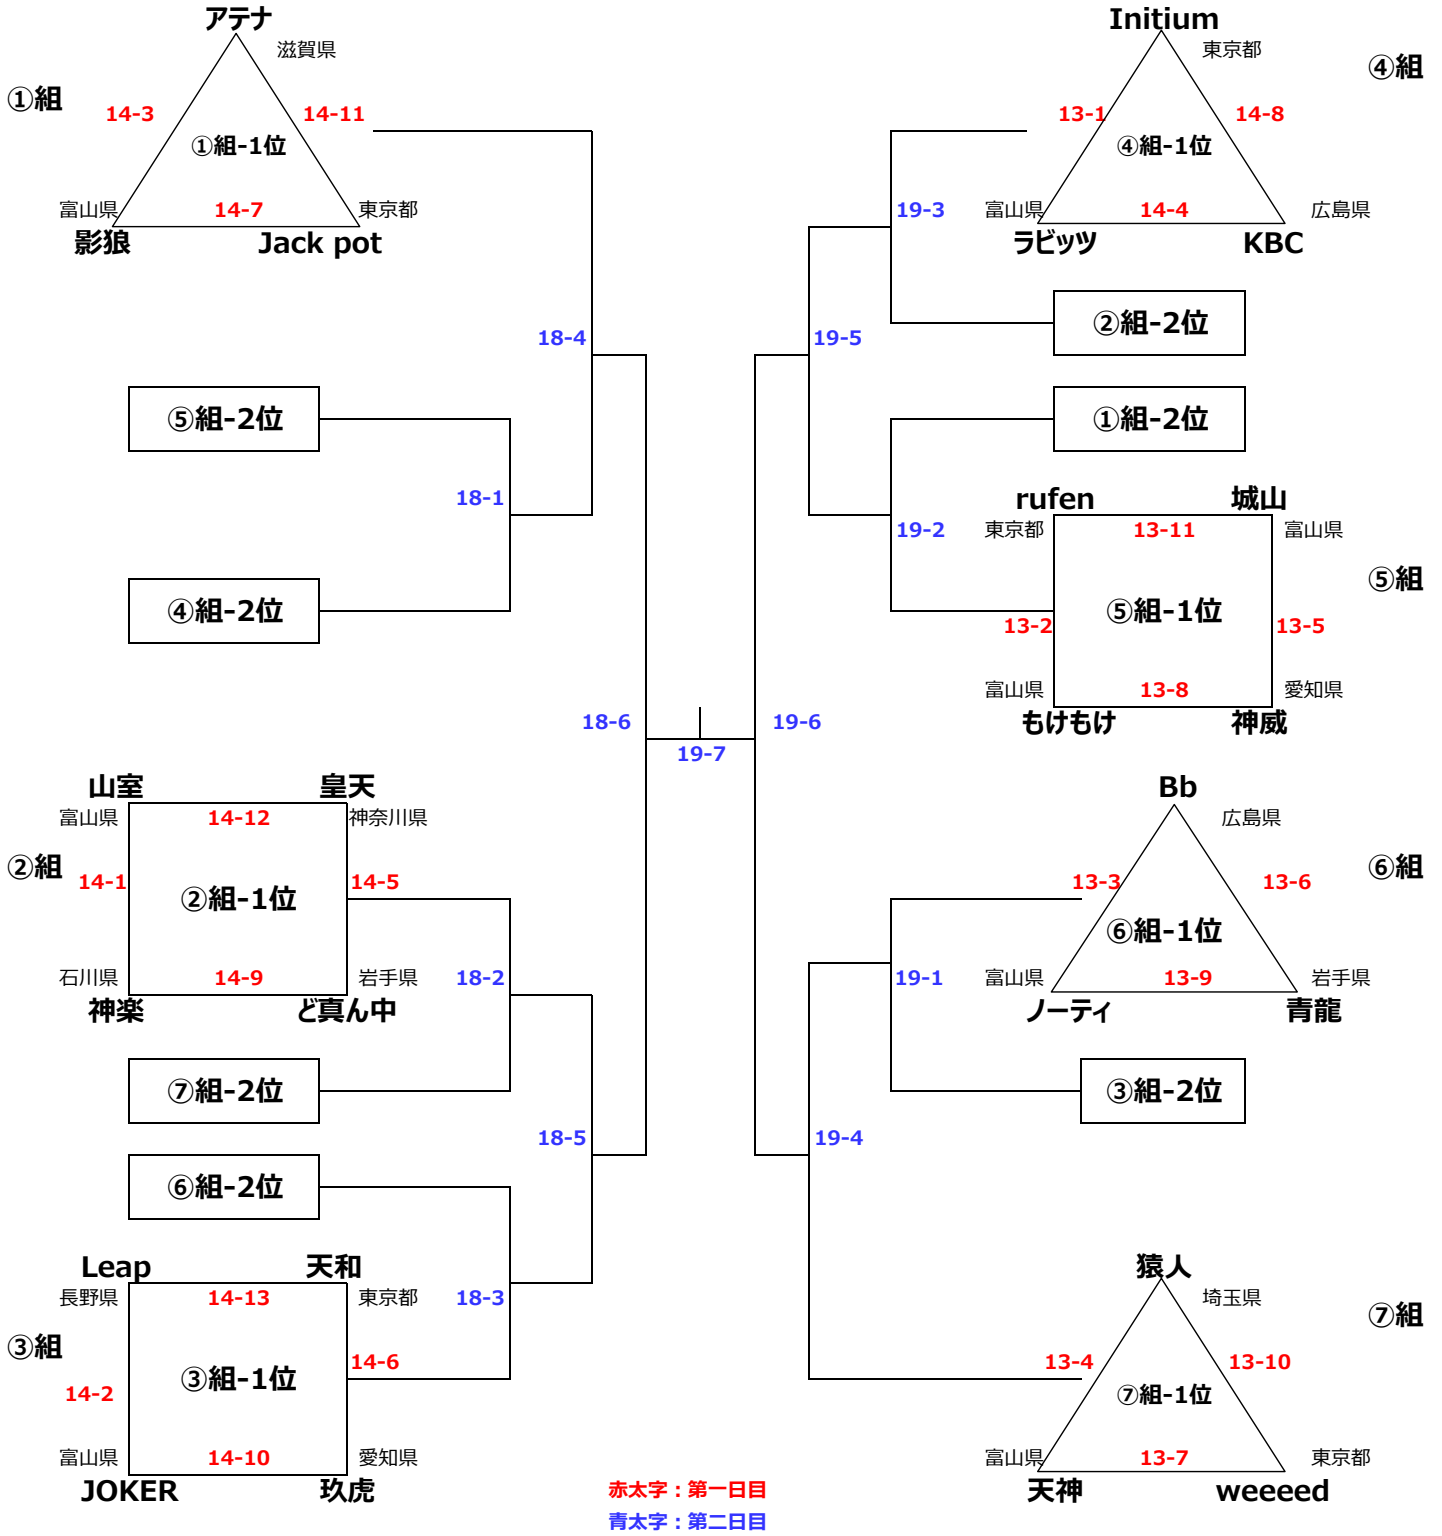 アテナ
滋賀県
①組
14-3
14-11
①組-1位
富山県
14-7
東京都
影狼
Jack pot
18-4
⑤組-2位
18-1
④組-2位
18-6
山室
皇天
富山県
14-12
神奈川県
②組
14-1
②組-1位
14-5
石川県
14-9
岩手県
18-2
神楽
ど真ん中
⑦組-2位
18-5
⑥組-2位
Leap
天和
長野県
14-13
東京都
18-3
③組
14-2
③組-1位
14-6
富山県
14-10
愛知県
JOKER
玖虎
19-7
Initium
東京都
④組
13-1
14-8
④組-1位
19-3
富山県
14-4
広島県
ラビッツ
KBC
②組-2位
19-5
①組-2位
rufen
城山
19-2
東京都
13-11
富山県
⑤組
⑤組-1位
13-2
13-5
富山県
13-8
愛知県
もけもけ
神威
19-6
Bb
広島県
⑥組
13-3
13-6
⑥組-1位
19-1
富山県
13-9
岩手県
ノーティ
青龍
③組-2位
19-4
猿人
埼玉県
⑦組
13-4
13-10
⑦組-1位
富山県
13-7
東京都
天神
weeeed
赤太字：第一日目
青太字：第二日目